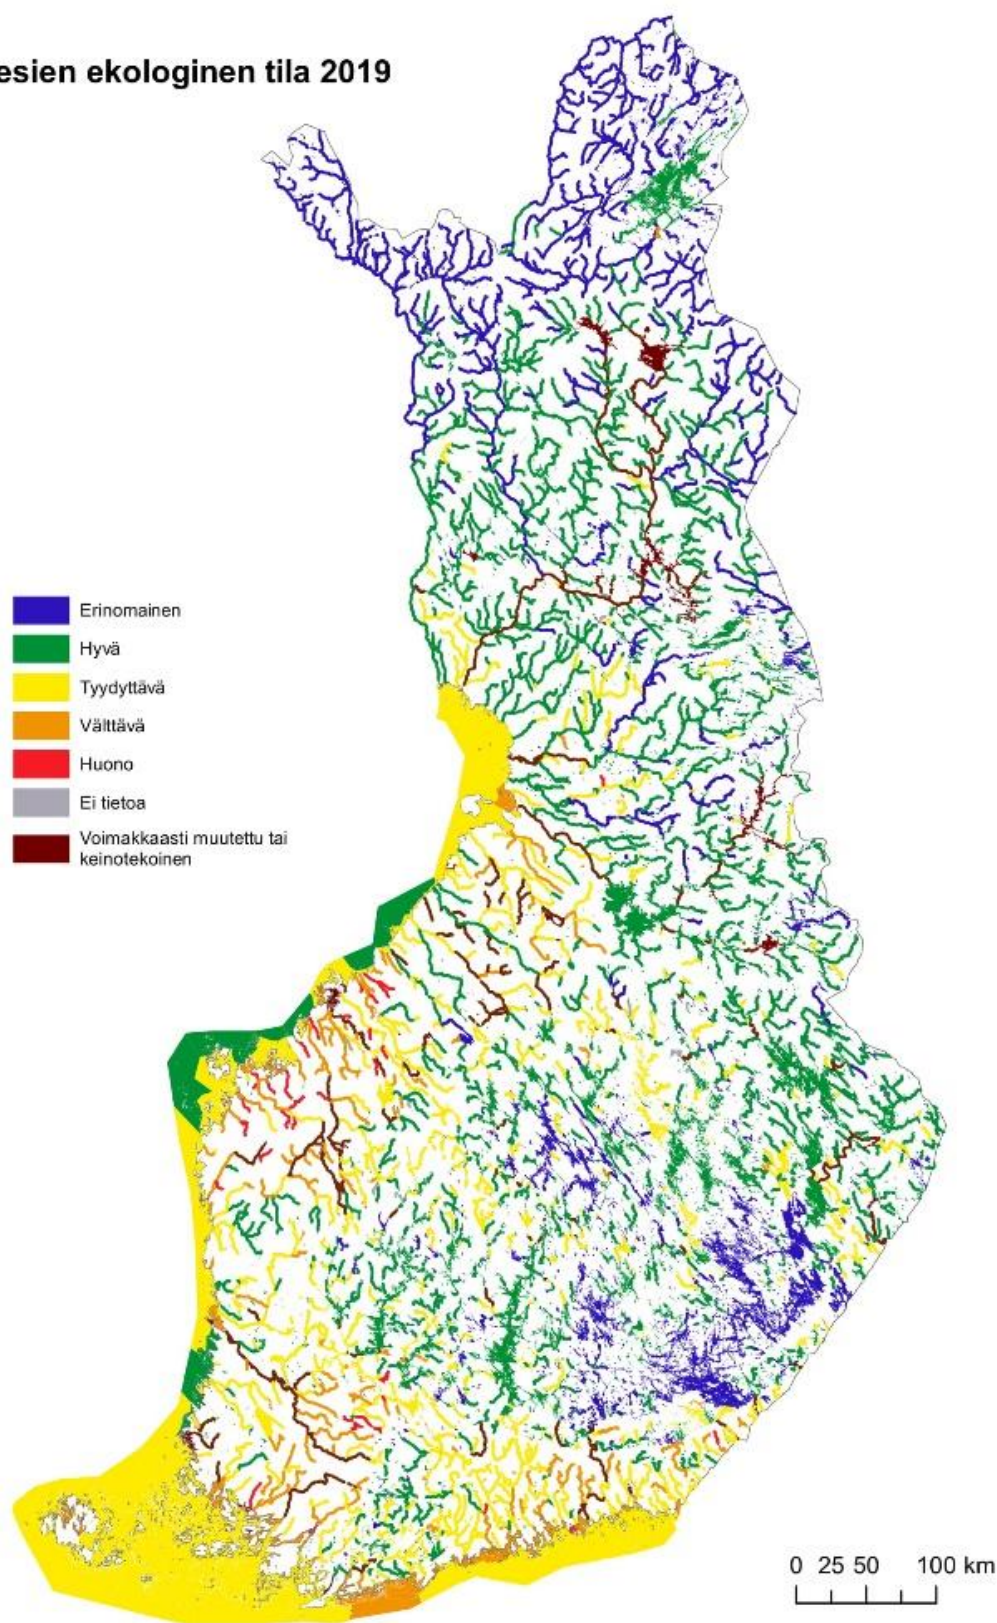 esien ekologinen tila 2019
Erinomainen
Hyvä
Tyydyttävä
Välttävä
Huono
Ei tietoa
Voimakkaasti muutettu tai
keinotekoinen
0 25 50 100 km